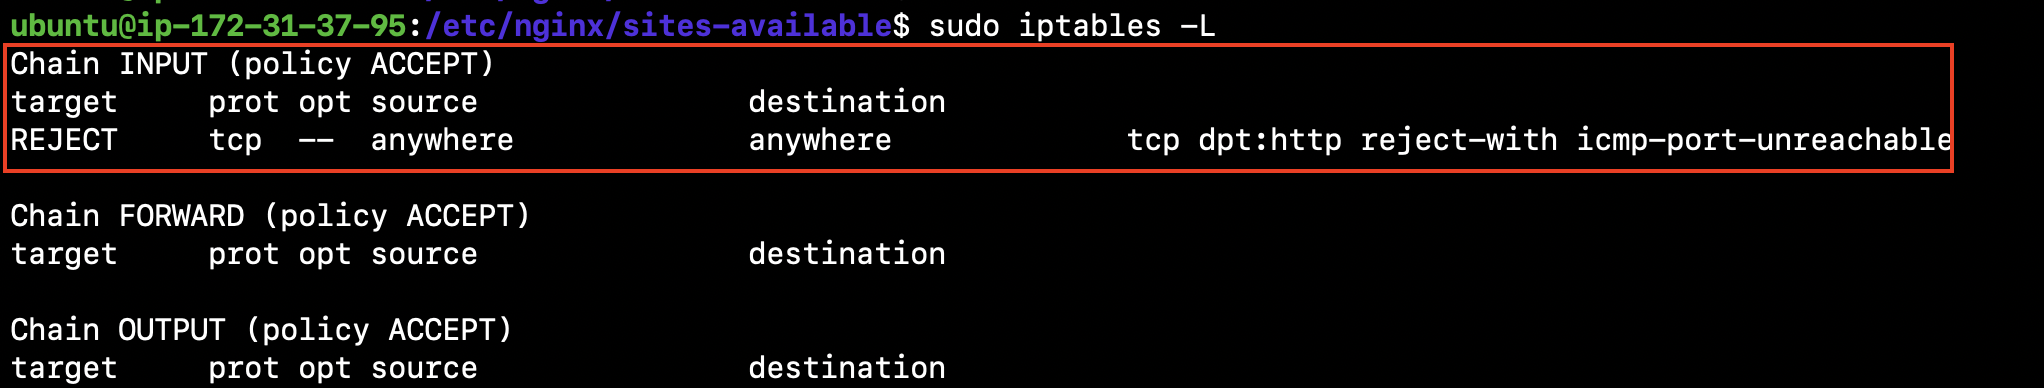 ubuntu@ip-172-31-37-95:/etc/nginx/sites-available$ sudo iptables -L
Chain INPUT (policy ACCEPT)
target     prot opt source               destination
REJECT     tcp  --  anywhere             anywhere             tcp dpt:http reject-with icmp-port-unreachable

Chain FORWARD (policy ACCEPT)
target     prot opt source               destination

Chain OUTPUT (policy ACCEPT)
target     prot opt source               destination